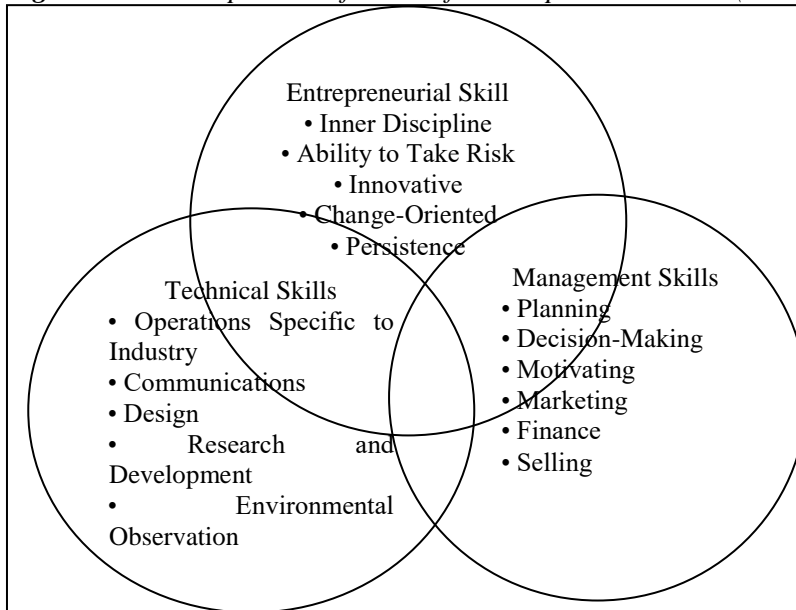 Entrepreneurial Skill
• Inner Discipline
• Ability to Take Risk
• Innovative
• Change-Oriented
• Persistence
Technical Skills
• Operations Specific to
Industry
• Communications
• Design
• Research and
Development
• Environmental
Observation
Management Skills
• Planning
• Decision-Making
• Motivating
• Marketing
• Finance
• Selling